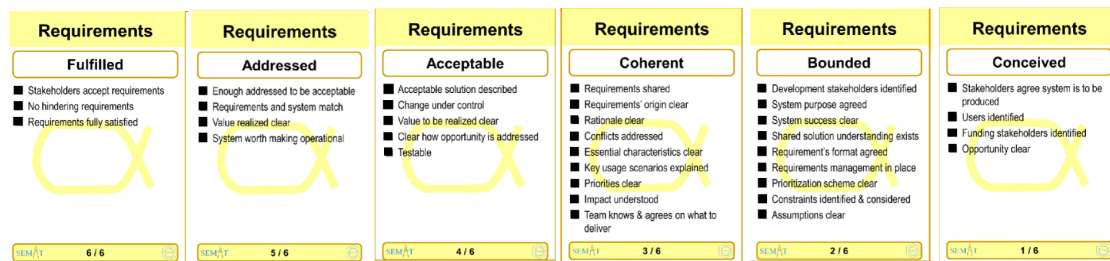 Requirements
Fulfilled
Stakeholders accept requirements
No hindering requirements
Requirements fully satisfied
SEMAT
6 / 6
Requirements
Addressed
Enough addressed to be acceptable
Requirements and system match
Value realized clear
System worth making operational
SEMAT
5 / 6
Requirements
Acceptable
Acceptable solution described
Change under control
Value to be realized clear
Clear how opportunity is addressed
Testable
SEMAT
4 / 6
Requirements
Coherent
Requirements shared
Requirements' origin clear
Rationale clear
Conflicts addressed
Essential characteristics clear
Key usage scenarios explained
Priorities clear
Impact understood
Team knows & agrees on what to
deliver
SEMAT
3 / 6
Requirements
Bounded
Development stakeholders identified
System purpose agreed
System success clear
Shared solution understanding exists
Requirement's format agreed
Requirements management in place
Prioritization scheme clear
Constraints identified & considered
Assumptions clear
SEMAT
2 / 6
Requirements
Conceived
Stakeholders agree system is to be
produced
Users identified
Funding stakeholders identified
Opportunity clear
SEMAT
1 / 6